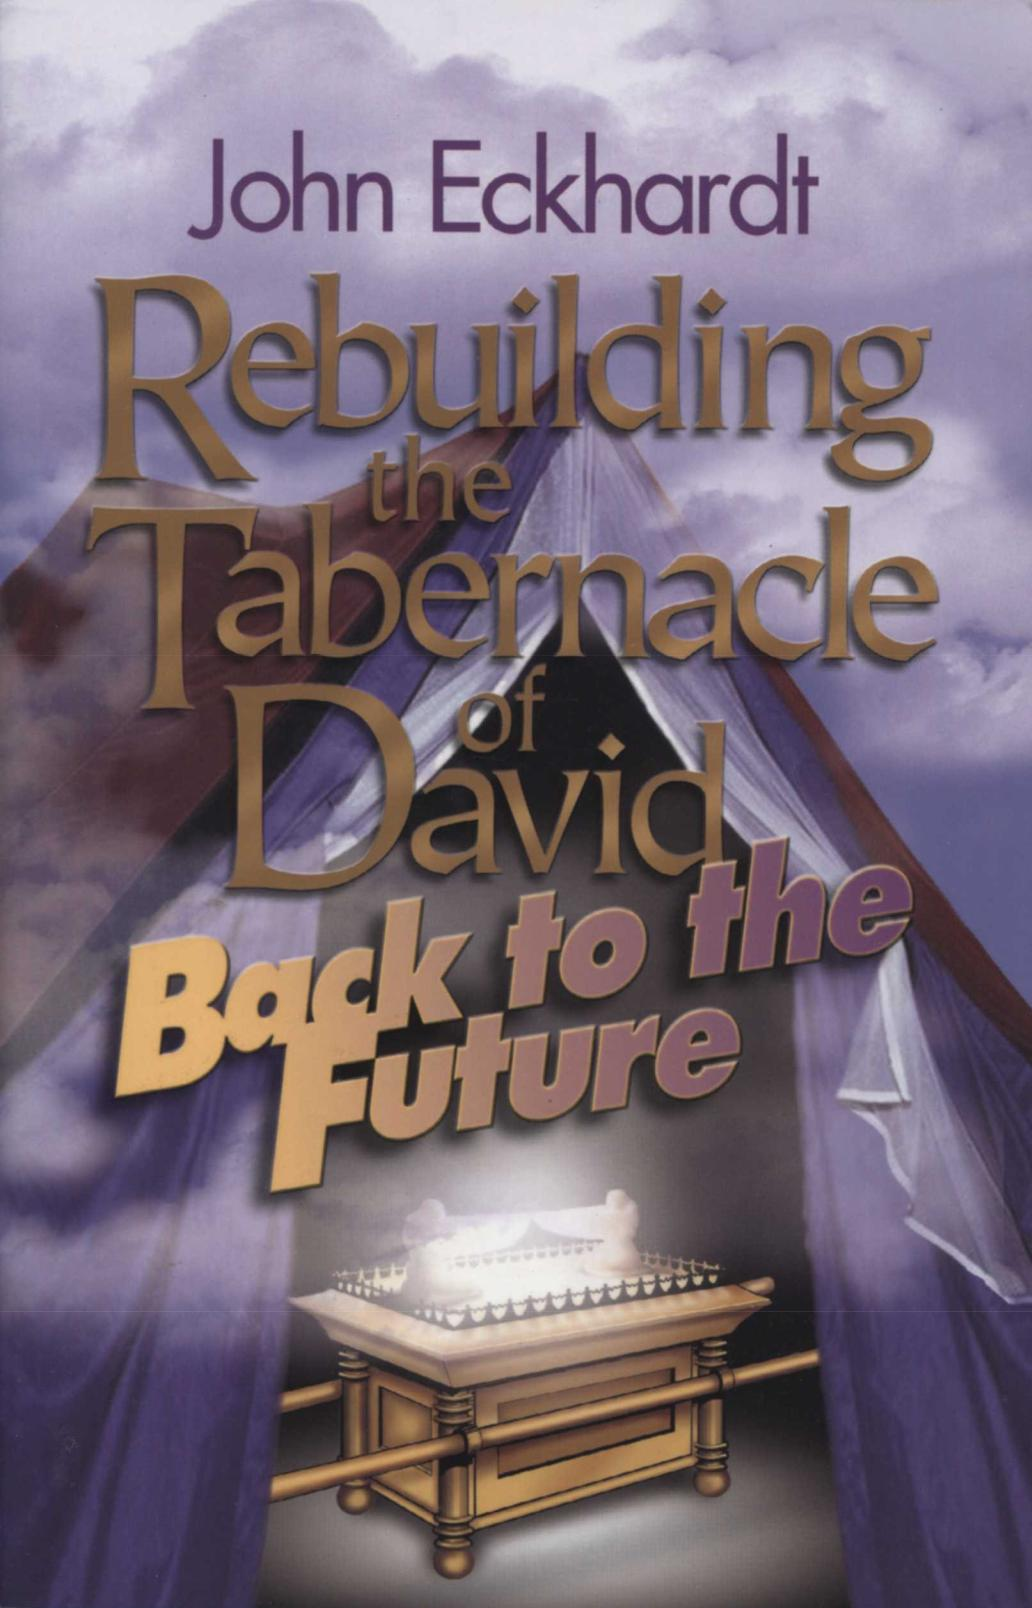 John Eckhardt
Rebuilding
the
Tabernacle
of
David
Back to the
Future